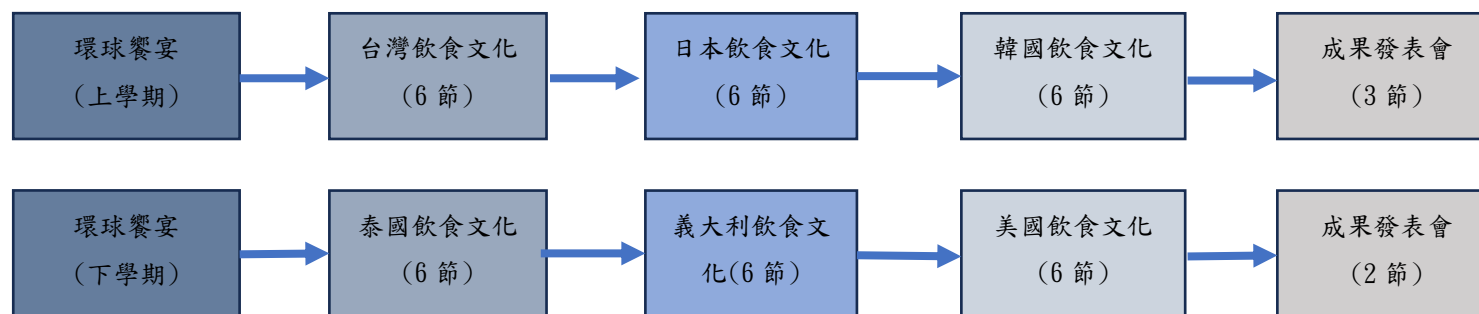 環球饗宴
(上學期)
台灣飲食文化
(6 節)
日本飲食文化
(6 節)
韓國飲食文化
(6 節)
成果發表會
(3 節)
環球饗宴
(下學期)
泰國飲食文化
(6 節)
義大利飲食文
化(6 節)
美國飲食文化
(6 節)
成果發表會
(2 節)